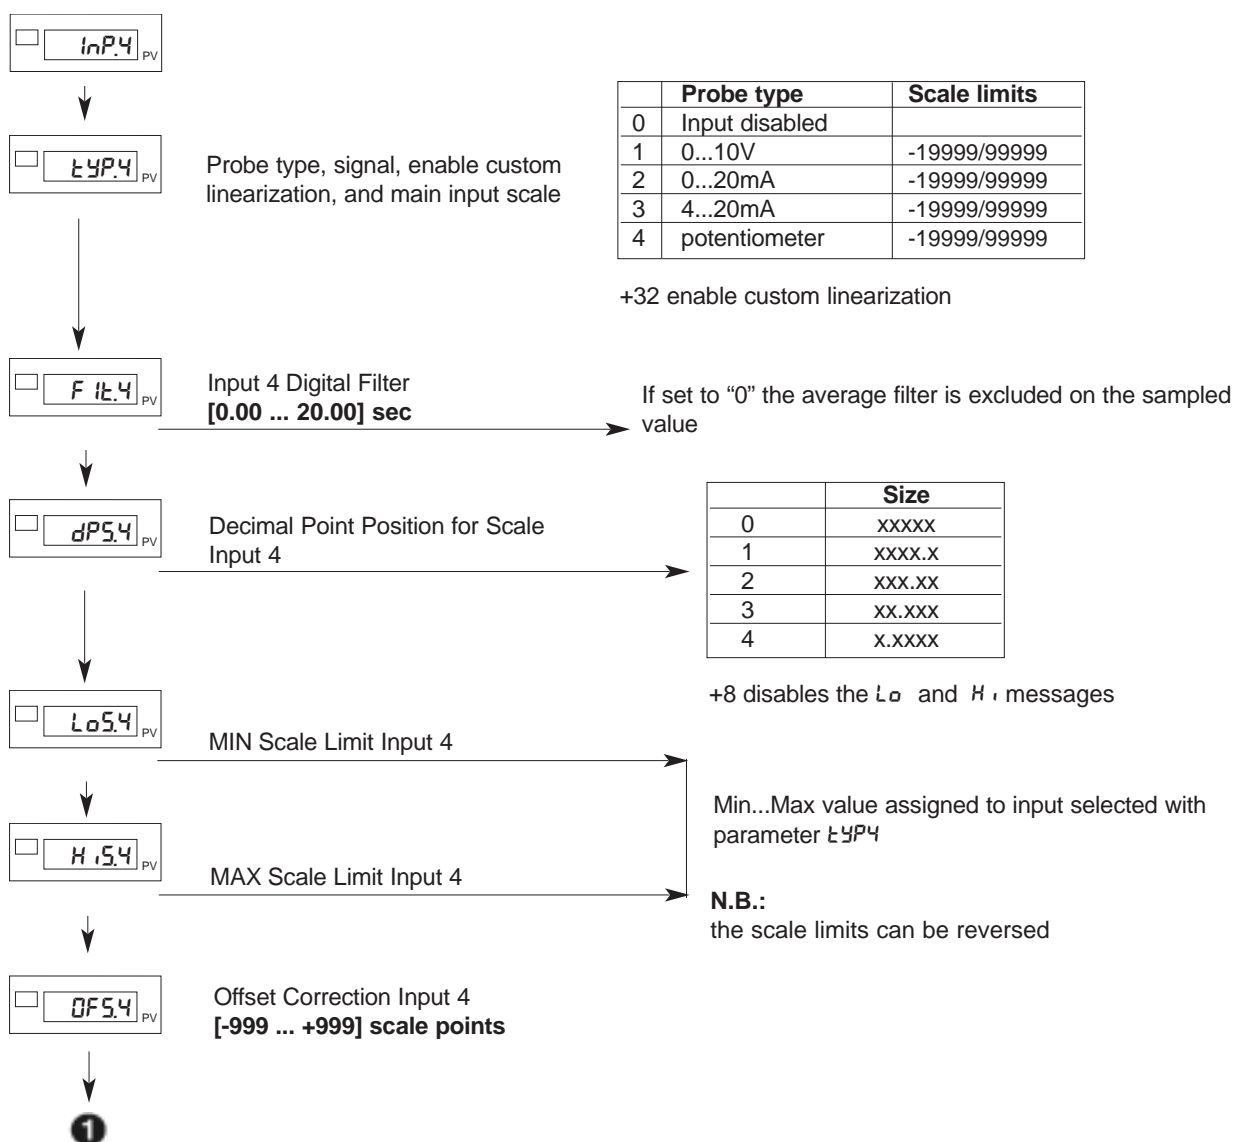 InP.4 PV
tYP.4 PV
Probe type, signal, enable custom
linearization, and main input scale
Probe type Scale limits
0 Input disabled
1 0...10V -19999/99999
2 0...20mA -19999/99999
3 4...20mA -19999/99999
4 potentiometer -19999/99999
+32 enable custom linearization
FIt.4 PV
Input 4 Digital Filter
[0.00 ... 20.00] sec
If set to “0” the average filter is excluded on the sampled
value
dPS.4 PV
Decimal Point Position for Scale
Input 4
Size
0 xxxxx
1 xxxx.x
2 xxx.xx
3 xx.xxx
4 x.xxxx
+8 disables the Lo and Hi messages
LoS.4 PV
MIN Scale Limit Input 4
HiS.4 PV
MAX Scale Limit Input 4
Min...Max value assigned to input selected with
parameter tYP4
N.B.:
the scale limits can be reversed
OFS.4 PV
Offset Correction Input 4
[-999 ... +999] scale points
1